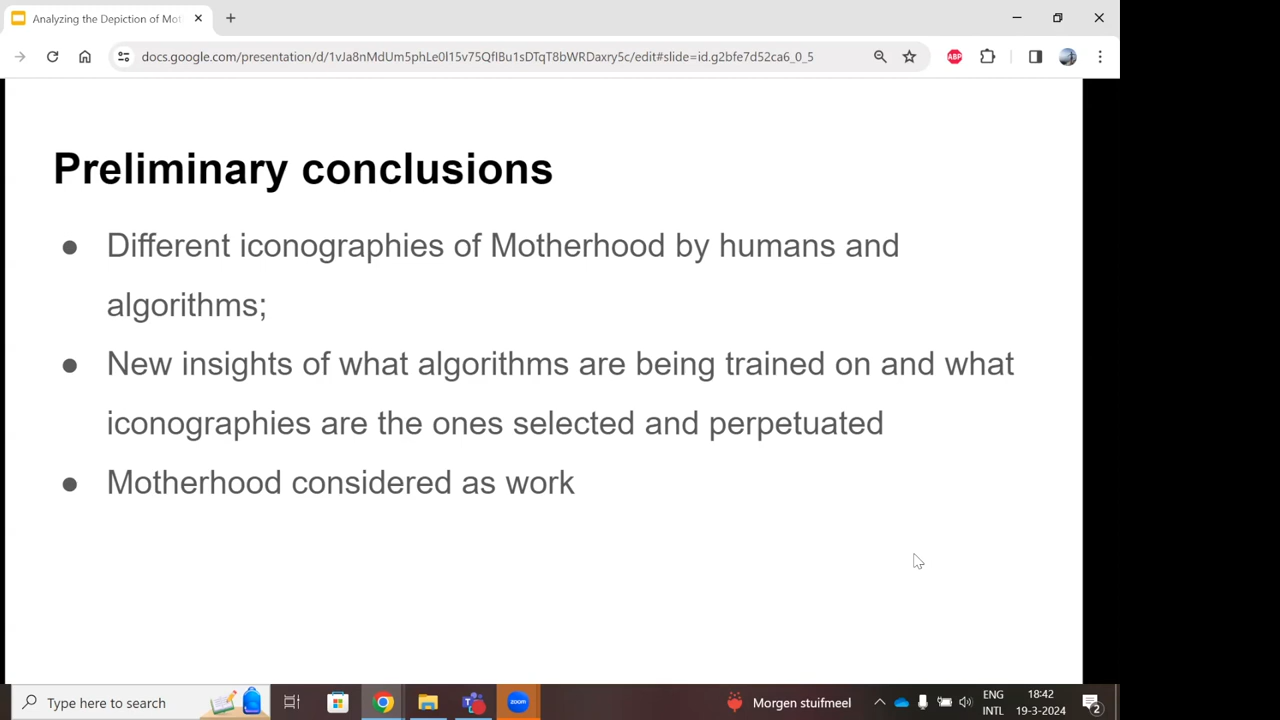 Analyzing the Depiction of Mot
docs.google.com/presentation/d/1vJa8nMdUm5phLe0l15v75QflBu1sDTqT8bWRDaxry5c/edit#slide=id.g2bfe7d52ca6_0_5
ABP
Preliminary conclusions
● Different iconographies of Motherhood by humans and
algorithms;
● New insights of what algorithms are being trained on and what
iconographies are the ones selected and perpetuated
● Motherhood considered as work
Type here to search
zoom
Morgen stuifmeel
ENG
INTL
18:42
19-3-2024
2